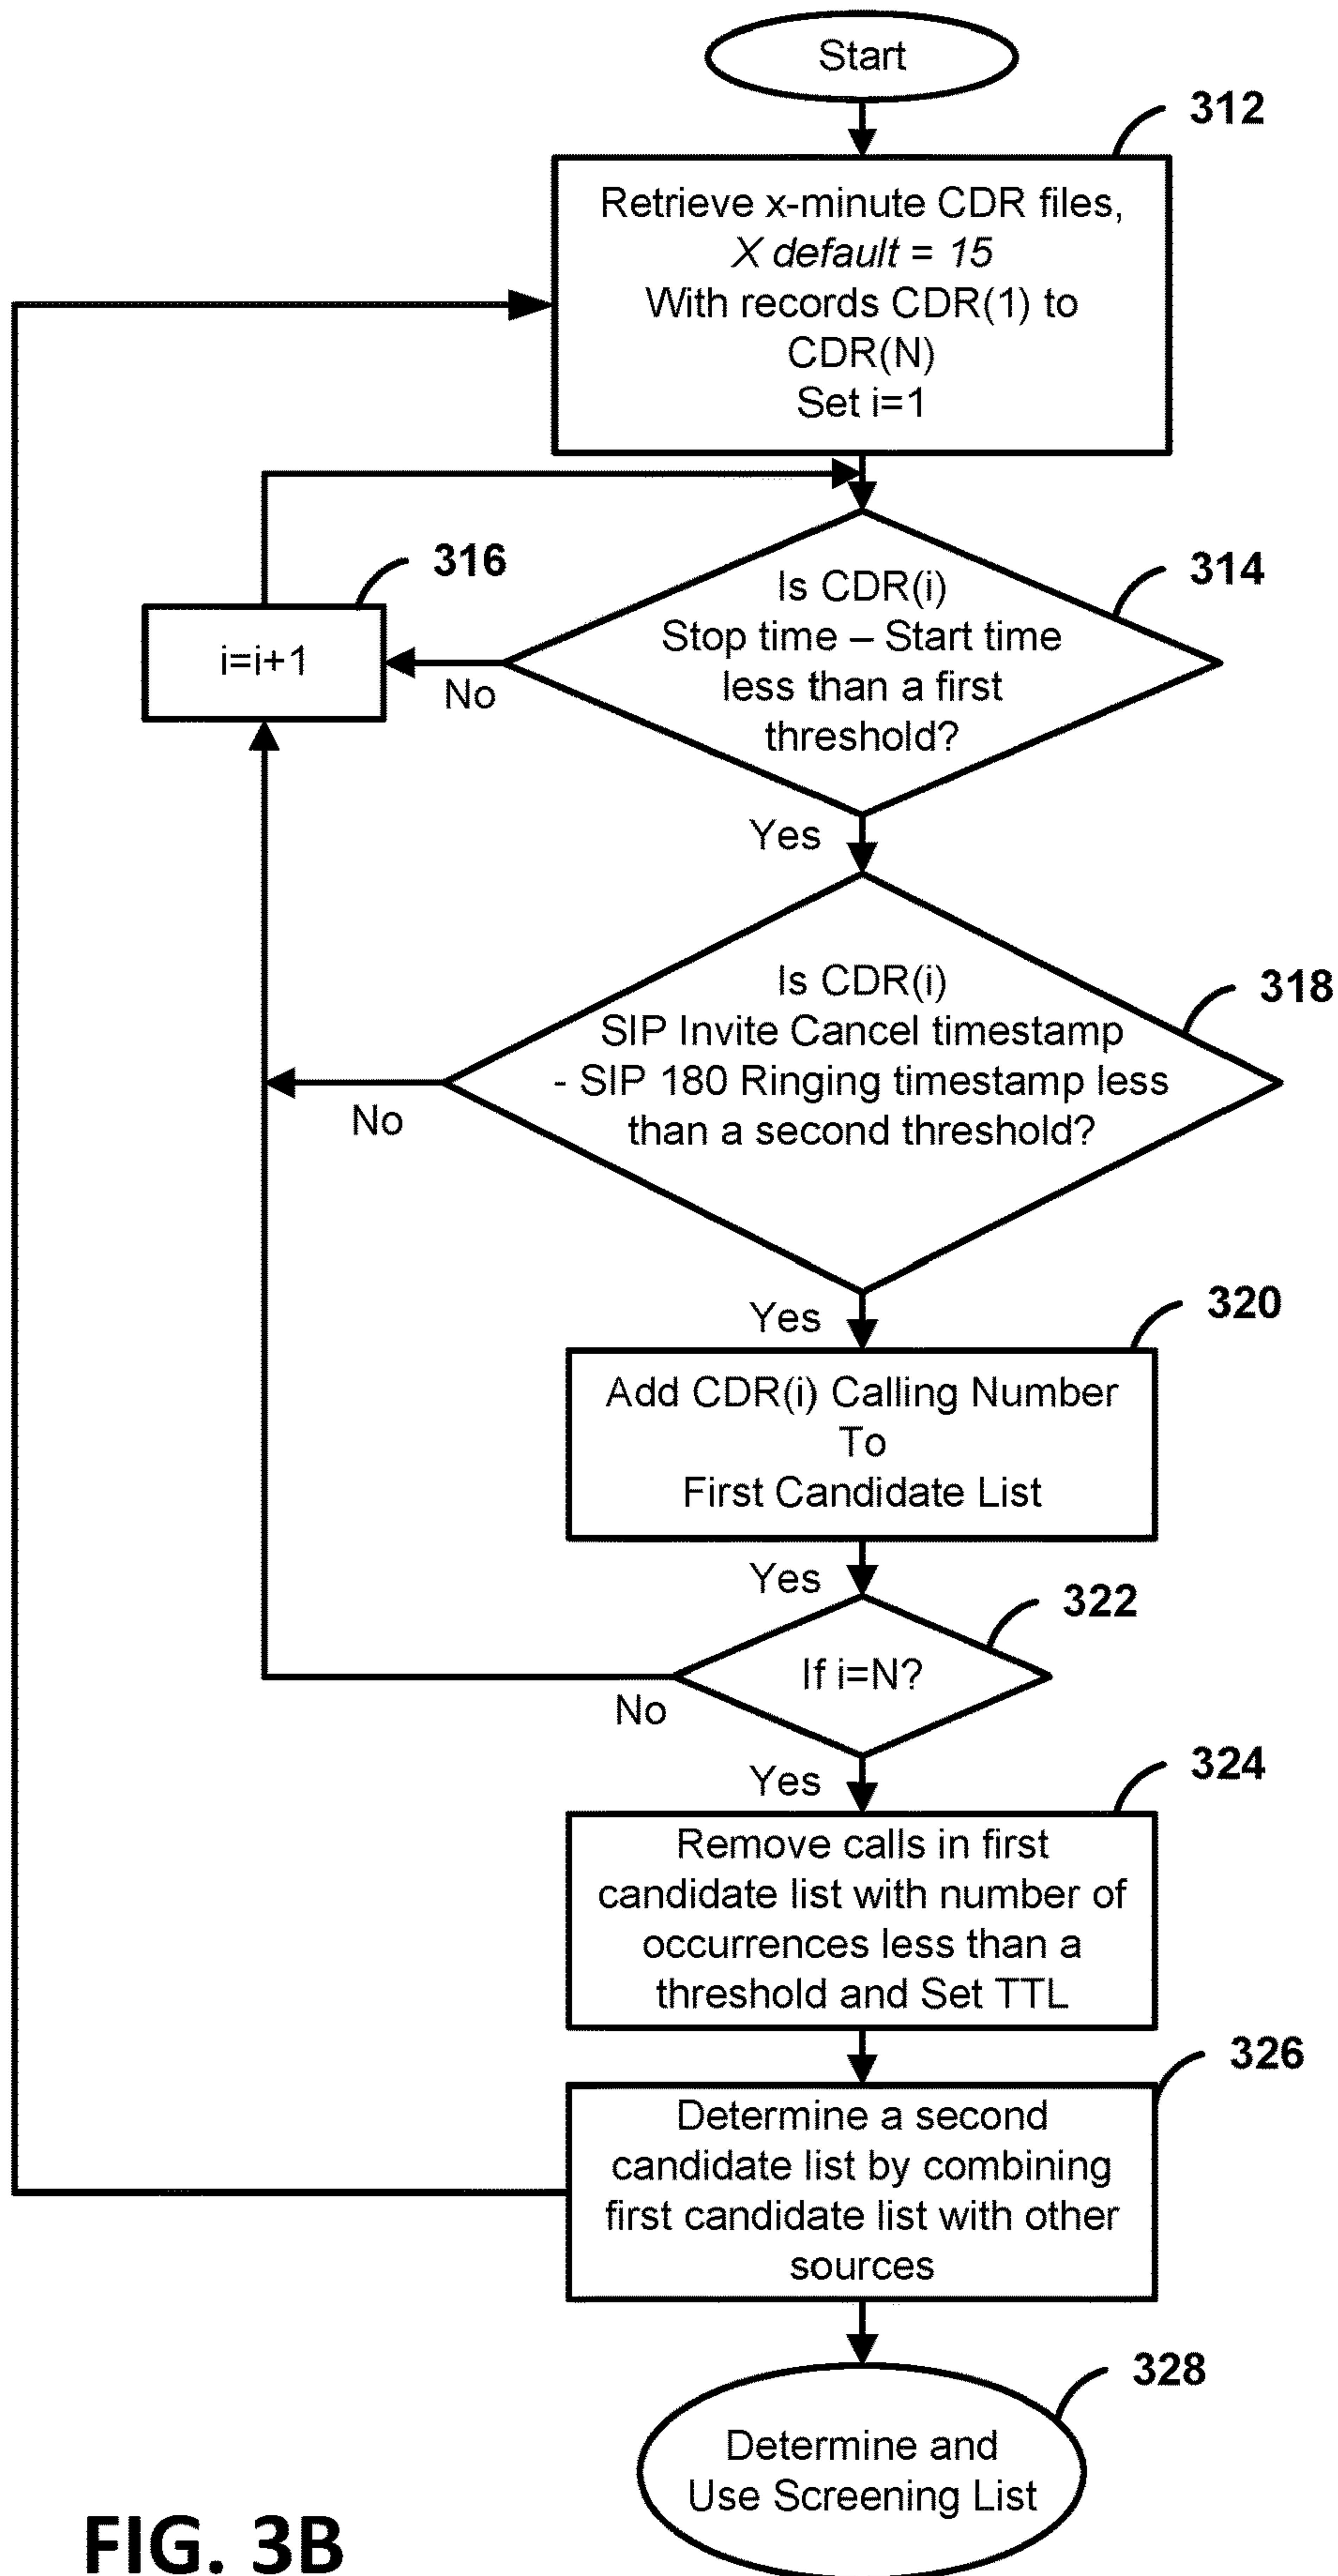 Start
312
Retrieve x-minute CDR files,
X default = 15
With records CDR(1) to
CDR(N)
Set i=1
316
i=i+1
314
Is CDR(i)
Stop time – Start time
less than a first
threshold?
No
Yes
318
Is CDR(i)
SIP Invite Cancel timestamp
- SIP 180 Ringing timestamp less
than a second threshold?
No
Yes
320
Add CDR(i) Calling Number
To
First Candidate List
Yes
322
If i=N?
No
Yes
324
Remove calls in first
candidate list with number of
occurrences less than a
threshold and Set TTL
326
Determine a second
candidate list by combining
first candidate list with other
sources
328
Determine and
Use Screening List
FIG. 3B